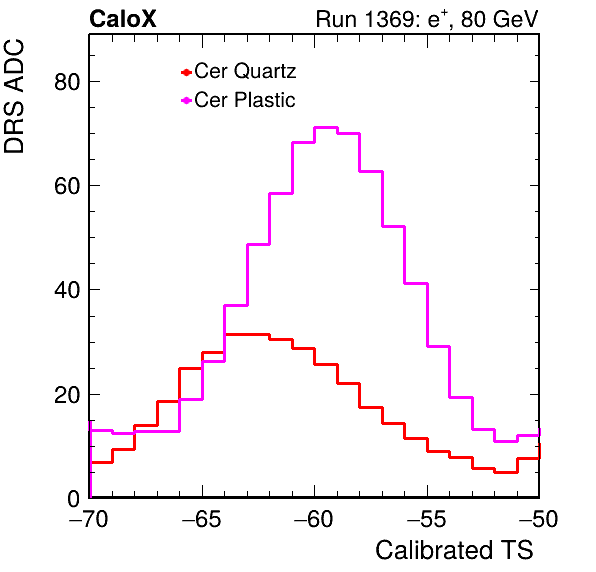 CaloX Run 1369: e⁺, 80 GeV
DRS ADC
Cer Quartz
Cer Plastic
80
60
40
20
0
−70 −65 −60 −55 −50
Calibrated TS